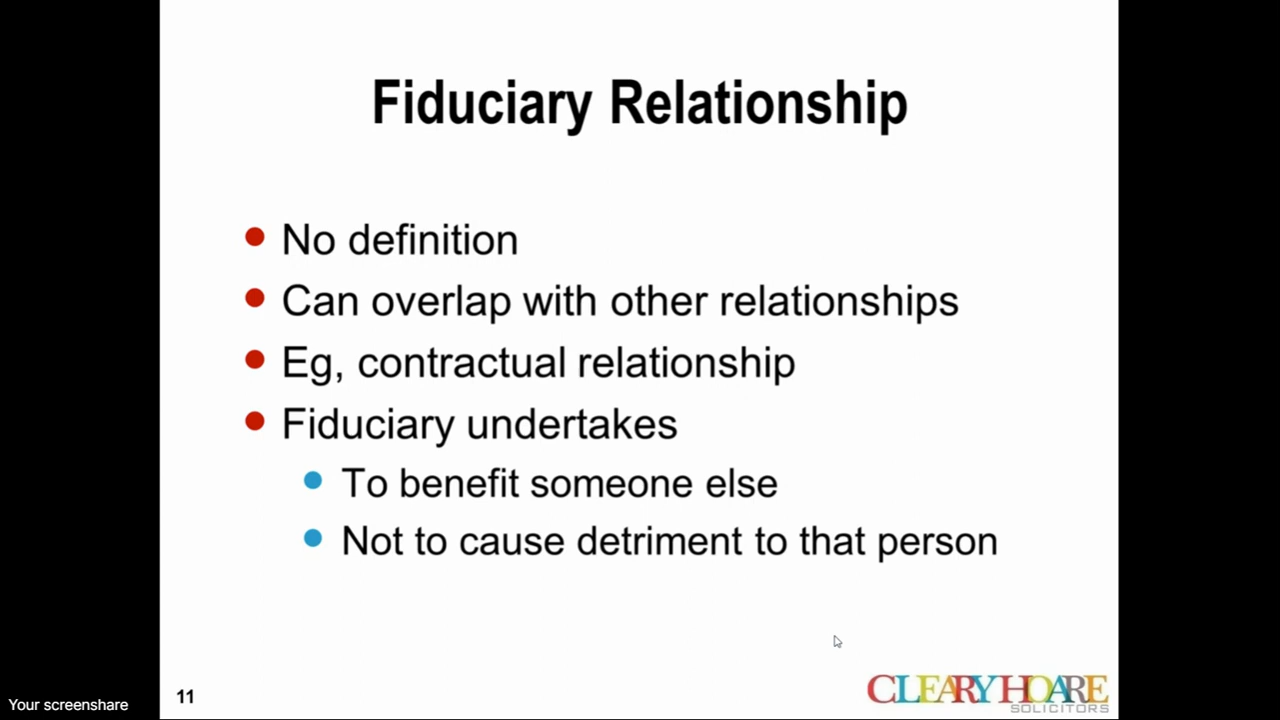 Fiduciary Relationship
No definition
Can overlap with other relationships
Eg, contractual relationship
Fiduciary undertakes
To benefit someone else
Not to cause detriment to that person
11
CLEARY HOARE
SOLICITORS
Your screenshare